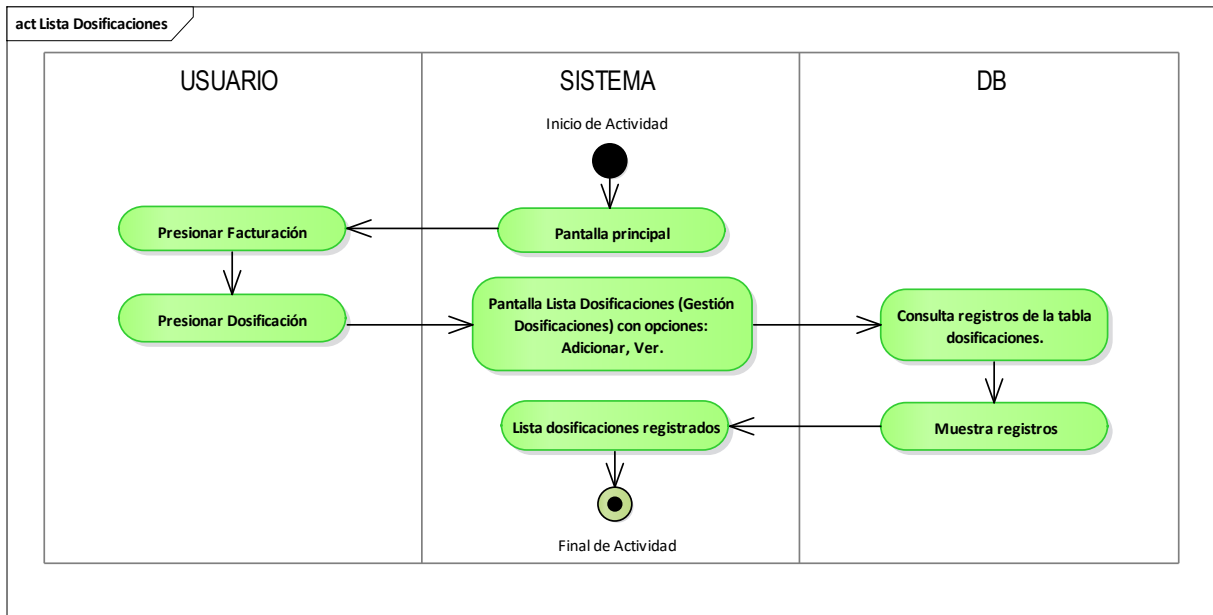 act Lista Dosificaciones
USUARIO
SISTEMA
DB
Inicio de Actividad
Presionar Facturación
Pantalla principal
Presionar Dosificación
Pantalla Lista Dosificaciones (Gestión
Dosificaciones) con opciones:
Adicionar, Ver.
Consulta registros de la tabla
dosificaciones.
Lista dosificaciones registrados
Muestra registros
Final de Actividad